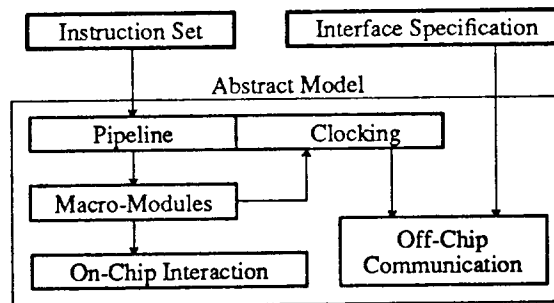 Instruction Set
Interface Specification
Abstract Model
Pipeline
Clocking
Macro-Modules
On-Chip Interaction
Off-Chip
Communication